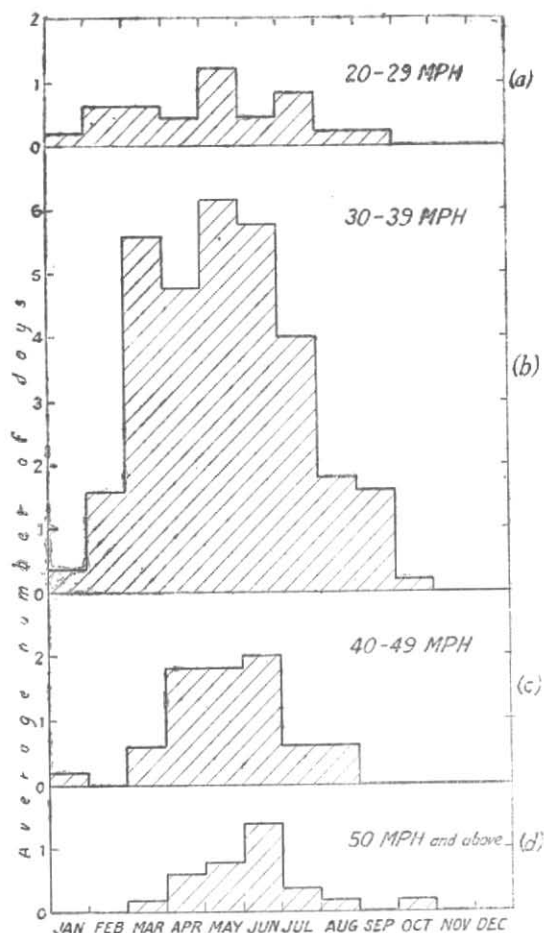 2
20-29 MPH
(a)
1
0
6
30-39 MPH
5
4
(b)
3
2
1
0
Average number of days
2
40-49 MPH
1
(c)
0
50 MPH and above
(d)
1
0
JAN FEB MAR APR MAY JUN JUL AUG SEP OCT NOV DEC